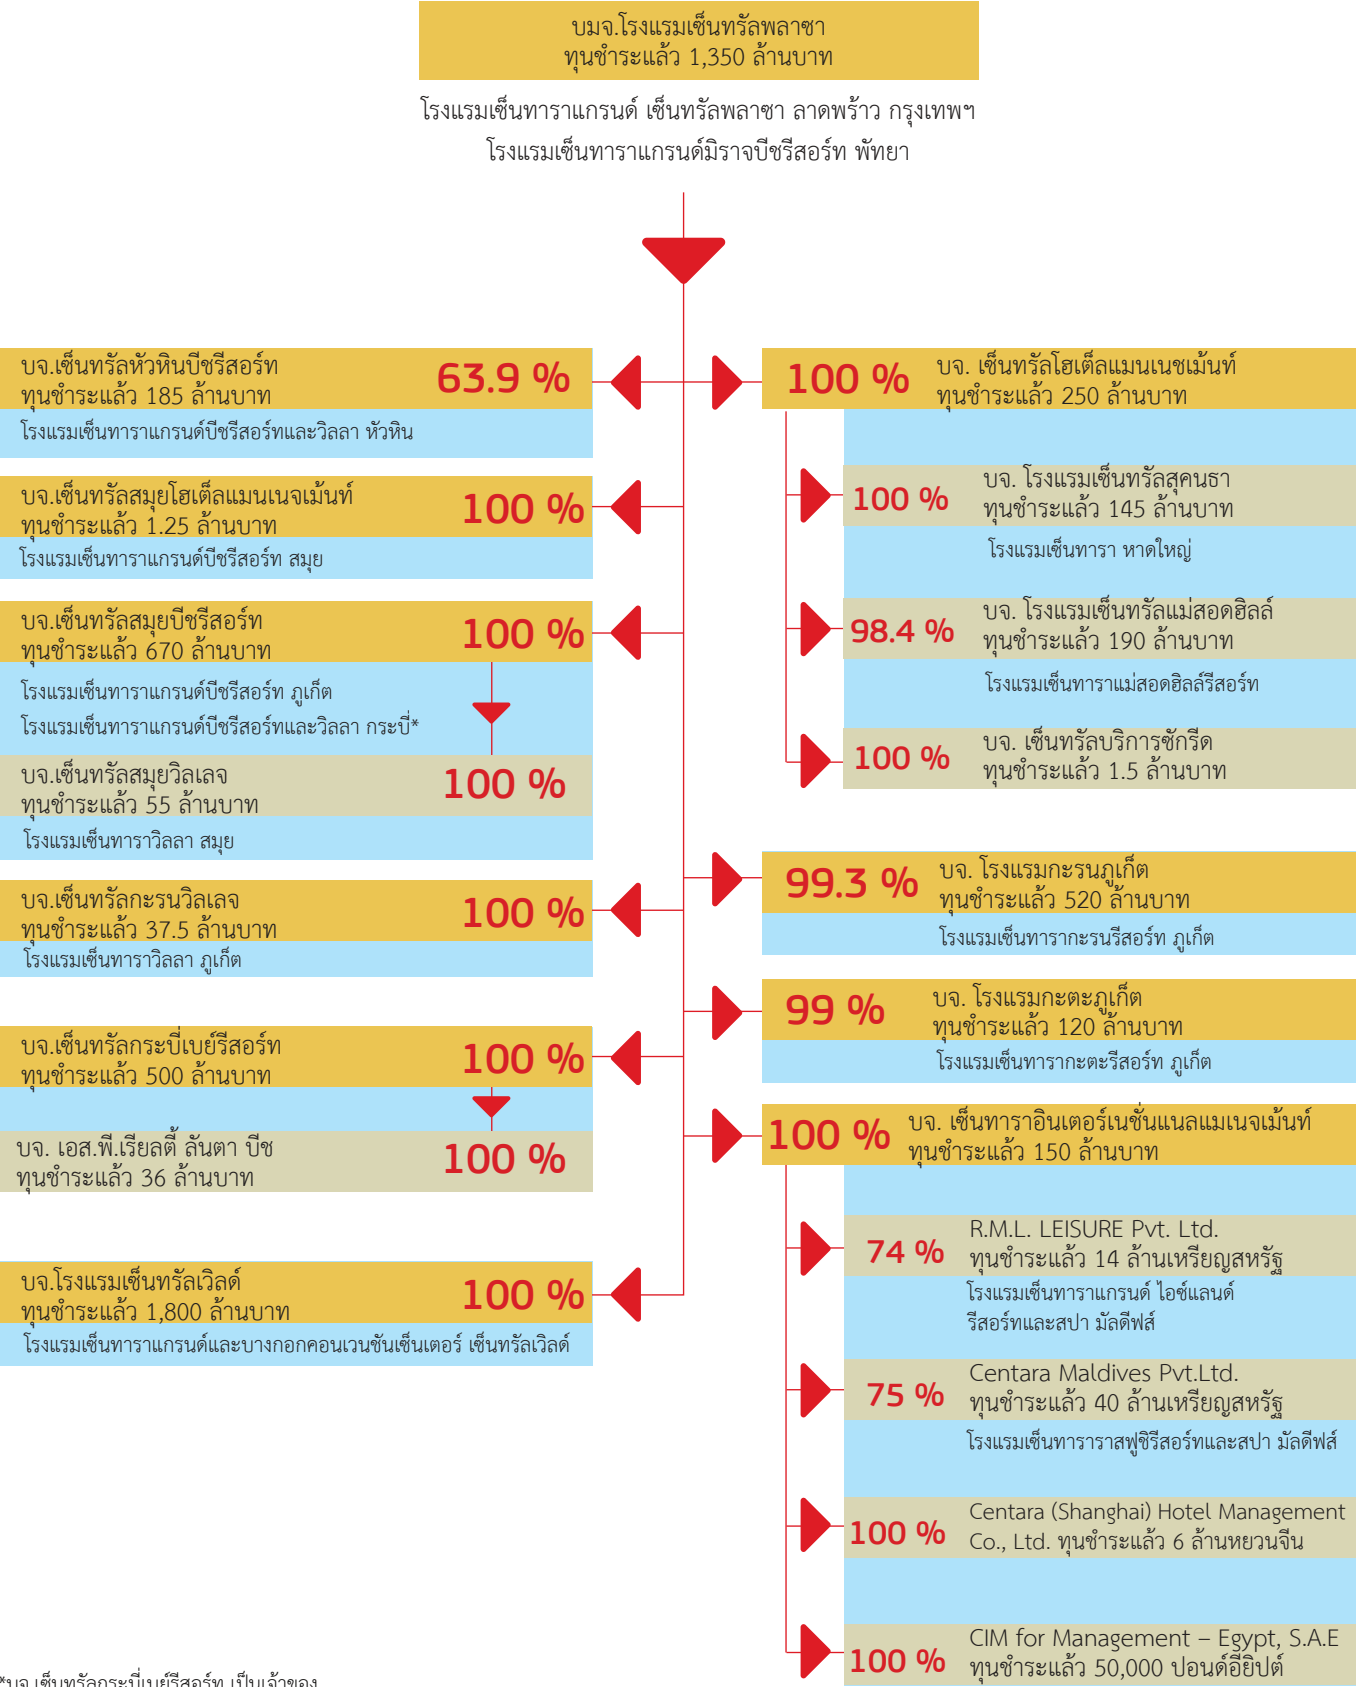 บมจ.โรงแรมเซ็นทรัลพลาซา
ทุนชำระแล้ว 1,350 ล้านบาท
โรงแรมเซ็นทาราแกรนด์ เซ็นทรัลพลาซา ลาดพร้าว กรุงเทพฯ
โรงแรมเซ็นทาราแกรนด์มิราจบีชรีสอร์ท พัทยา
บจ.เซ็นทรัลหัวหินบีชรีสอร์ท
ทุนชำระแล้ว 185 ล้านบาท
63.9 %
โรงแรมเซ็นทาราแกรนด์บีชรีสอร์ทและวิลลา หัวหิน
บจ.เซ็นทรัลสมุยโฮเต็ลแมนเนจเม้นท์
ทุนชำระแล้ว 1.25 ล้านบาท
100 %
โรงแรมเซ็นทาราแกรนด์บีชรีสอร์ท สมุย
บจ.เซ็นทรัลสมุยบีชรีสอร์ท
ทุนชำระแล้ว 670 ล้านบาท
100 %
โรงแรมเซ็นทาราแกรนด์บีชรีสอร์ท ภูเก็ต
โรงแรมเซ็นทาราแกรนด์บีชรีสอร์ทและวิลลา กระบี่*
บจ.เซ็นทรัลสมุยวิลเลจ
ทุนชำระแล้ว 55 ล้านบาท
100 %
โรงแรมเซ็นทาราวิลลา สมุย
บจ.เซ็นทรัลกะรนวิลเลจ
ทุนชำระแล้ว 37.5 ล้านบาท
100 %
โรงแรมเซ็นทาราวิลลา ภูเก็ต
บจ.เซ็นทรัลกระบี่เบย์รีสอร์ท
ทุนชำระแล้ว 500 ล้านบาท
100 %
บจ. เอส.พี.เรียลตี้ ลันตา บีช
ทุนชำระแล้ว 36 ล้านบาท
100 %
บจ.โรงแรมเซ็นทรัลเวิลด์
ทุนชำระแล้ว 1,800 ล้านบาท
100 %
โรงแรมเซ็นทาราแกรนด์และบางกอกคอนเวนชันเซ็นเตอร์ เซ็นทรัลเวิลด์
100 %
บจ. เซ็นทรัลโฮเต็ลแมนเนชเม้นท์
ทุนชำระแล้ว 250 ล้านบาท
100 %
บจ. โรงแรมเซ็นทรัลสุคนธา
ทุนชำระแล้ว 145 ล้านบาท
โรงแรมเซ็นทารา หาดใหญ่
98.4 %
บจ. โรงแรมเซ็นทรัลแม่สอดฮิลล์
ทุนชำระแล้ว 190 ล้านบาท
โรงแรมเซ็นทาราแม่สอดฮิลล์รีสอร์ท
100 %
บจ. เซ็นทรัลบริการซักรีด
ทุนชำระแล้ว 1.5 ล้านบาท
99.3 %
บจ. โรงแรมกะรนภูเก็ต
ทุนชำระแล้ว 520 ล้านบาท
โรงแรมเซ็นทารากะรนรีสอร์ท ภูเก็ต
99 %
บจ. โรงแรมกะตะภูเก็ต
ทุนชำระแล้ว 120 ล้านบาท
โรงแรมเซ็นทารากะตะรีสอร์ท ภูเก็ต
100 %
บจ. เซ็นทาราอินเตอร์เนชั่นแนลแมเนจเม้นท์
ทุนชำระแล้ว 150 ล้านบาท
74 %
R.M.L. LEISURE Pvt. Ltd.
ทุนชำระแล้ว 14 ล้านเหรียญสหรัฐ
โรงแรมเซ็นทาราแกรนด์ ไอซ์แลนด์
รีสอร์ทและสปา มัลดีฟส์
75 %
Centara Maldives Pvt.Ltd.
ทุนชำระแล้ว 40 ล้านเหรียญสหรัฐ
โรงแรมเซ็นทาราราสฟูชิรีสอร์ทและสปา มัลดีฟส์
100 %
Centara (Shanghai) Hotel Management
Co., Ltd. ทุนชำระแล้ว 6 ล้านหยวนจีน
100 %
CIM for Management – Egypt, S.A.E
ทุนชำระแล้ว 50,000 ปอนด์อียิปต์
*บจ.เซ็นทรัลกระบี่เบย์รีสอร์ท เป็นเจ้าของ